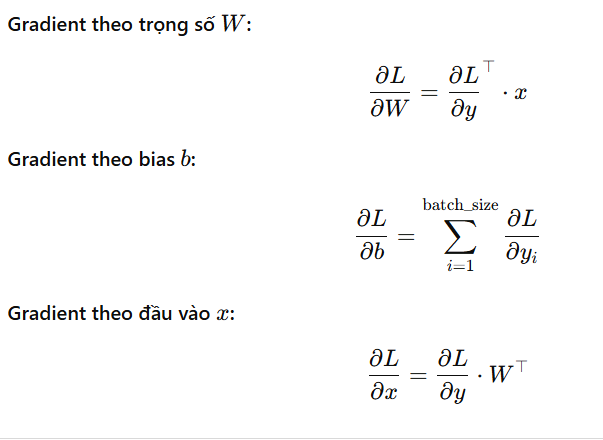 Gradient theo trọng số W:
∂L/∂W = ∂L/∂y⊤ · x
Gradient theo bias b:
∂L/∂b = ∑_{i=1}^{batch_size} ∂L/∂y_i
Gradient theo đầu vào x:
∂L/∂x = ∂L/∂y · W⊤